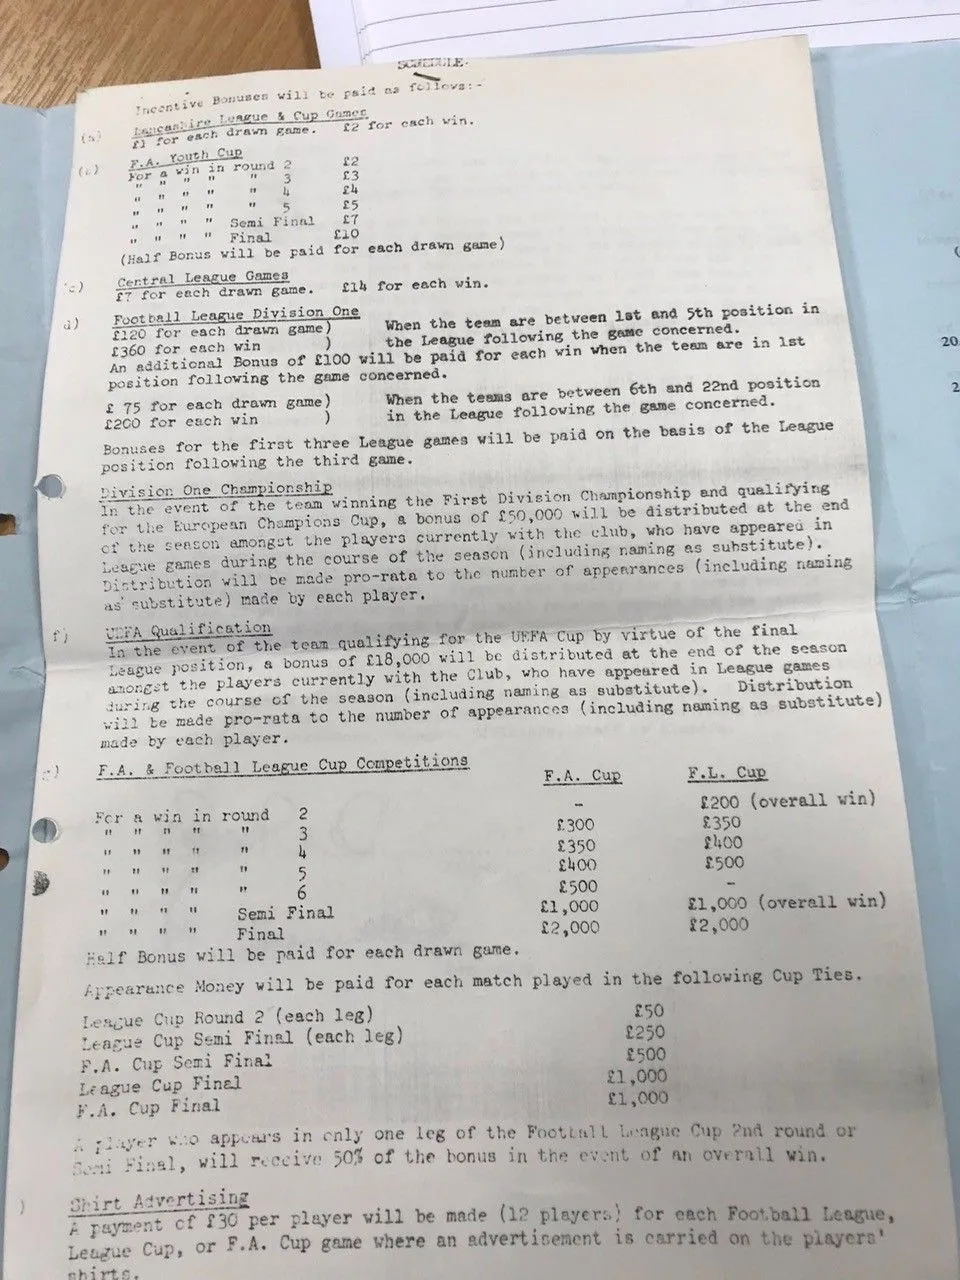 SCHEDULE.
Incentive Bonuses will be paid as follows:-
(a) Lancashire League & Cup Games
£1 for each drawn game. £2 for each win.
F.A. Youth Cup
For a win in round 2 £2
" " " " " 3 £3
" " " " " 4 £4
" " " " " 5 £5
" " " " Semi Final £7
" " " " Final £10
(Half Bonus will be paid for each drawn game)
c) Central League Games
£7 for each drawn game. £14 for each win.
d) Football League Division One
£120 for each drawn game) When the team are between 1st and 5th position in
£360 for each win ) the League following the game concerned.
An additional Bonus of £100 will be paid for each win when the team are in 1st
position following the game concerned.
£ 75 for each drawn game) When the teams are between 6th and 22nd position
£200 for each win ) in the League following the game concerned.
Bonuses for the first three League games will be paid on the basis of the League
position following the third game.
Division One Championship
In the event of the team winning the First Division Championship and qualifying
for the European Champions Cup, a bonus of £50,000 will be distributed at the end
of the season amongst the players currently with the club, who have appeared in
League games during the course of the season (including naming as substitute).
Distribution will be made pro-rata to the number of appearances (including naming
as substitute) made by each player.
f) UEFA Qualification
In the event of the team qualifying for the UEFA Cup by virtue of the final
League position, a bonus of £18,000 will be distributed at the end of the season
amongst the players currently with the Club, who have appeared in League games
during the course of the season (including naming as substitute). Distribution
will be made pro-rata to the number of appearances (including naming as substitute)
made by each player.
F.A. & Football League Cup Competitions
F.A. Cup F.L. Cup
For a win in round 2 - £200 (overall win)
" " " " " 3 £300 £350
" " " " " 4 £350 £400
" " " " " 5 £400 £500
" " " " " 6 £500 -
" " " " Semi Final £1,000 £1,000 (overall win)
" " " " Final £2,000 £2,000
Half Bonus will be paid for each drawn game.
Appearance Money will be paid for each match played in the following Cup Ties.
League Cup Round 2 (each leg) £50
League Cup Semi Final (each leg) £250
F.A. Cup Semi Final £500
League Cup Final £1,000
F.A. Cup Final £1,000
A player who appears in only one leg of the Football League Cup 2nd round or
Semi Final, will receive 50% of the bonus in the event of an overall win.
) Shirt Advertising
A payment of £30 per player will be made (12 players) for each Football League,
League Cup, or F.A. Cup game where an advertisement is carried on the players'
shirts.
20
2